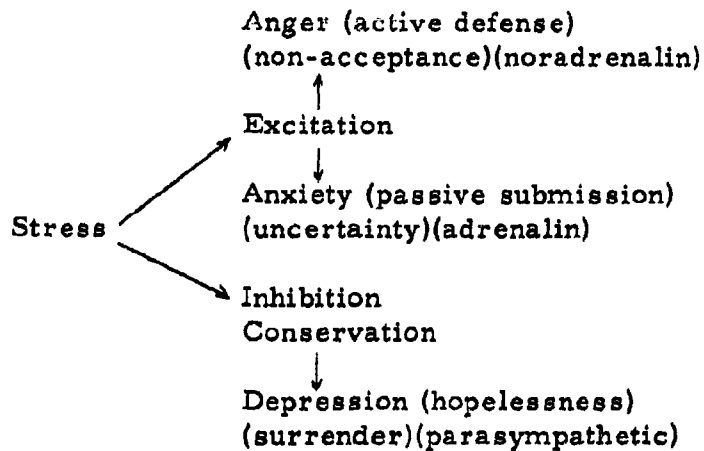 Anger (active defense)
(non-acceptance)(noradrenalin)
Excitation
Anxiety (passive submission)
(uncertainty)(adrenalin)
Stress
Inhibition
Conservation
Depression (hopelessness)
(surrender)(parasympathetic)